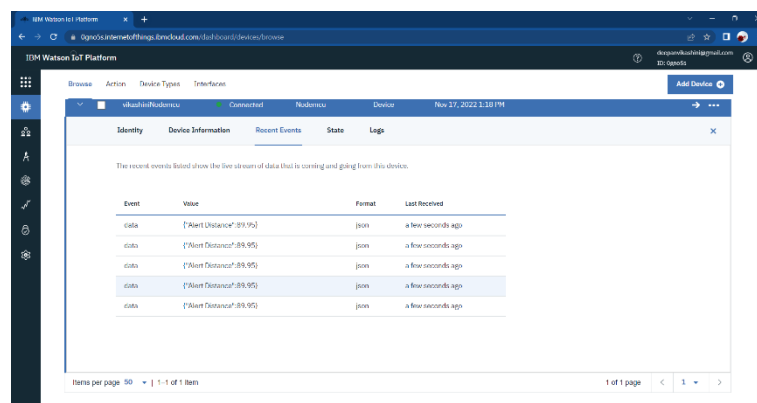 IBM Watson IoT Platform
0gno5s.internetofthings.ibmcloud.com/dashboard/devices/browse
IBM Watson IoT Platform
deepanvikashini@gmail.com
ID: 0gno5s
Browse Action Device Types Interfaces
Add Device
vikashiniNodemcu Connected Nodemcu Device Nov 17, 2022 1:18 PM
Identity Device Information Recent Events State Logs
The recent events listed show the live stream of data that is coming and going from this device.
Event Value Format Last Received
data {"Alert Distance":89.95} json a few seconds ago
data {"Alert Distance":89.95} json a few seconds ago
data {"Alert Distance":89.95} json a few seconds ago
data {"Alert Distance":89.95} json a few seconds ago
data {"Alert Distance":89.95} json a few seconds ago
Items per page 50 | 1–1 of 1 item 1 of 1 page < 1 >